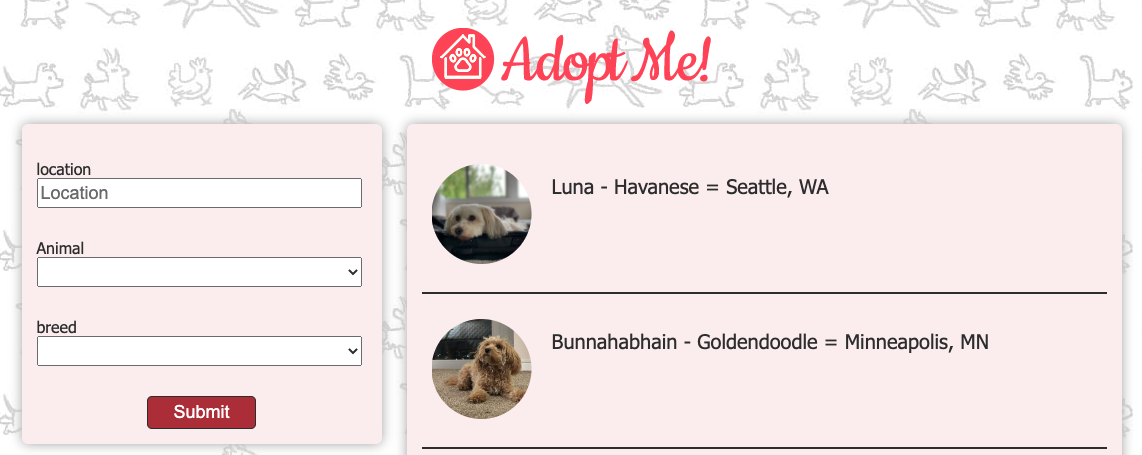 Adopt Me!
location
Location
Animal
breed
Submit
Luna - Havanese = Seattle, WA
Bunnahabhain - Goldendoodle = Minneapolis, MN